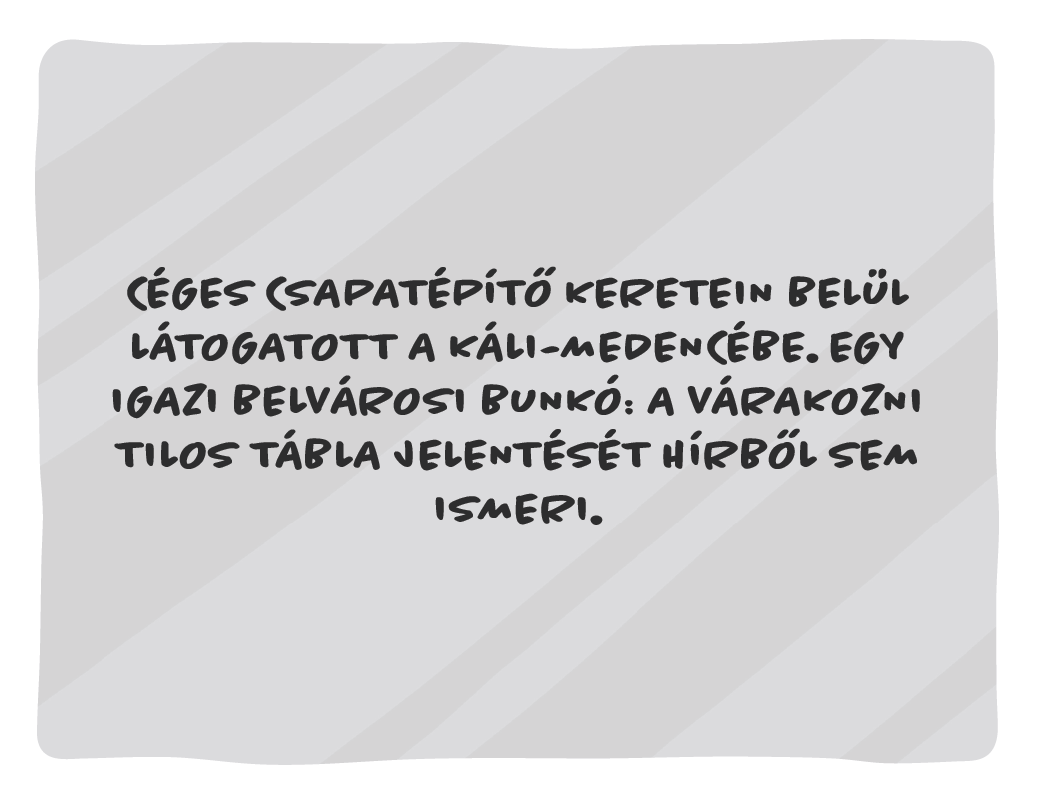 CÉGES CSAPATÉPÍTŐ KERETEIN BELÜL
LÁTOGATOTT A KÁLI-MEDENCÉBE. EGY
IGAZI BELVÁROSI BUNKÓ: A VÁRAKOZNI
TILOS TÁBLA JELENTÉSÉT HÍRBŐL SEM
ISMERI.